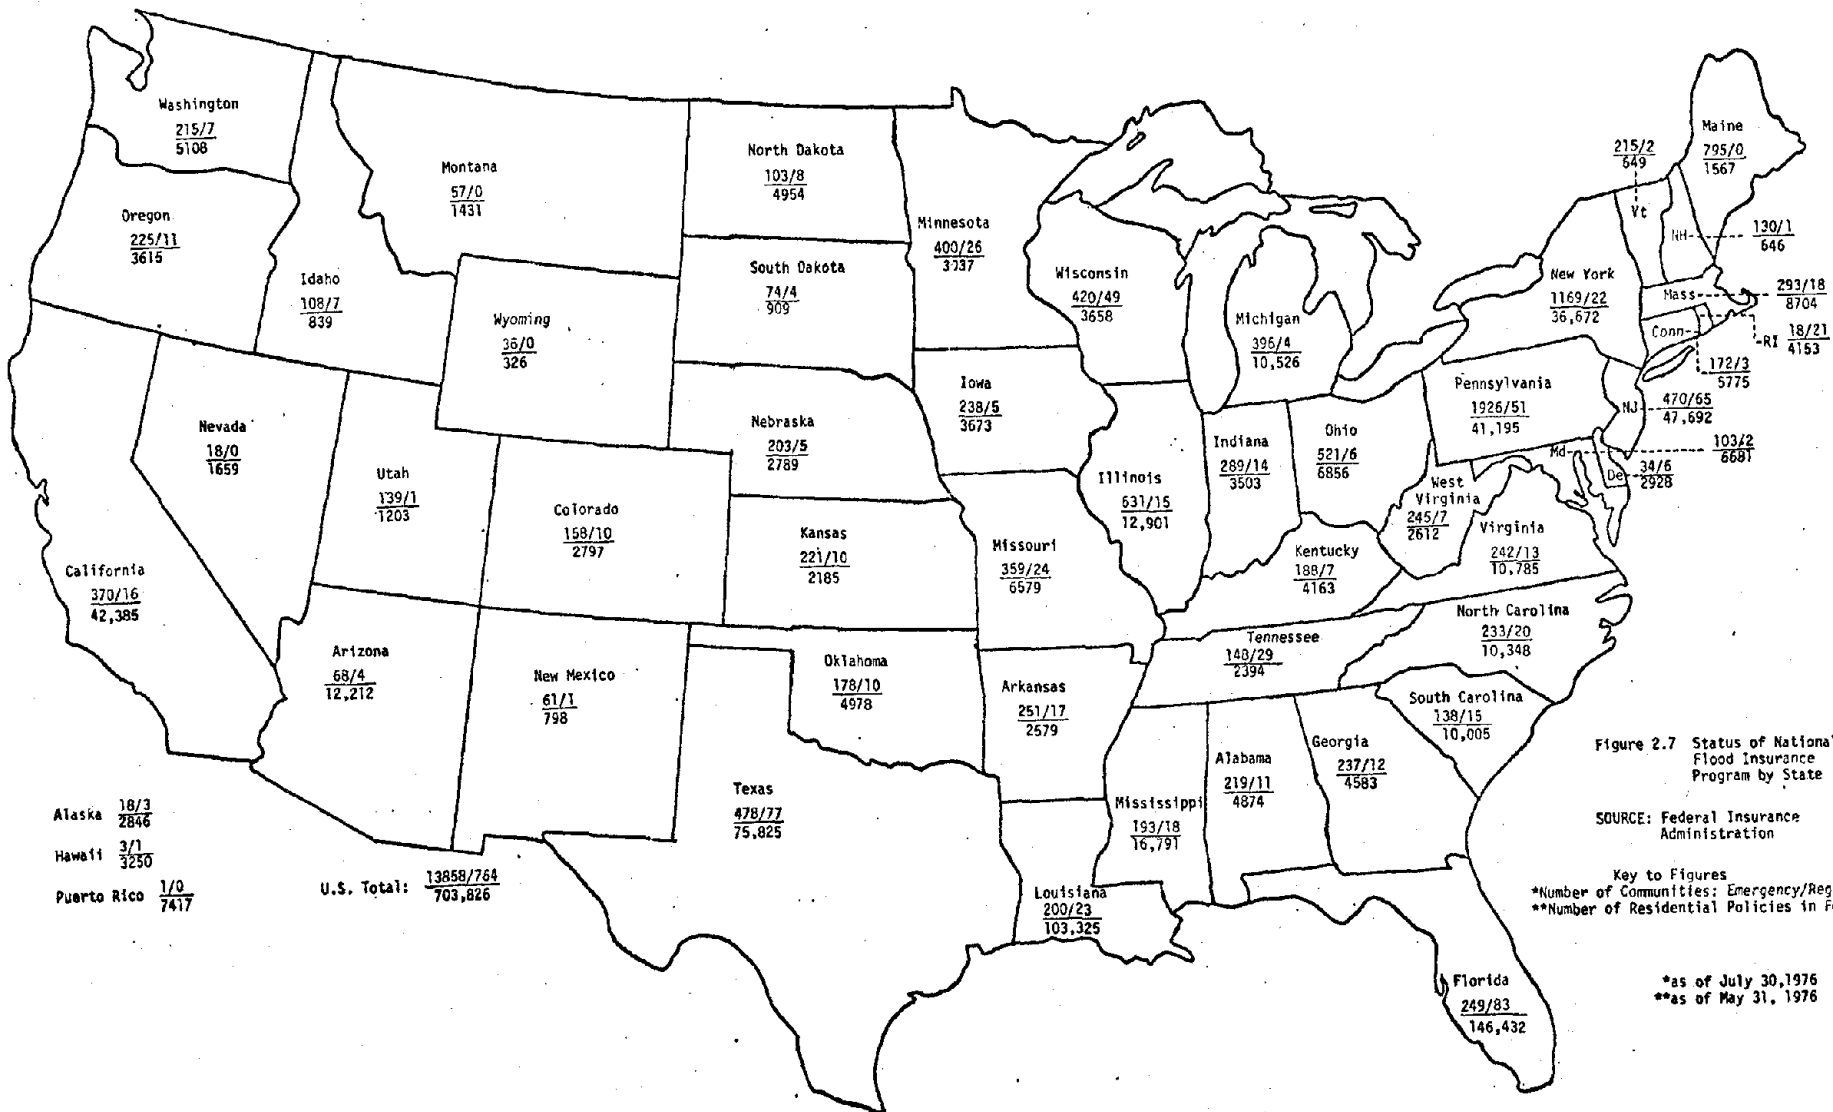 Washington
215/7
5108
Oregon
225/11
3615
Idaho
108/7
839
Montana
57/0
1431
Wyoming
36/0
326
North Dakota
103/8
4954
South Dakota
74/4
909
Minnesota
400/26
3037
Wisconsin
420/49
3658
Michigan
396/4
10,526
Iowa
238/5
3673
Nebraska
203/5
2789
Nevada
18/0
1659
Utah
139/1
1203
Colorado
158/10
2797
Kansas
221/10
2185
California
370/16
42,385
Arizona
68/4
12,212
New Mexico
61/1
798
Oklahoma
178/10
4978
Texas
478/77
75,825
Missouri
359/24
6579
Arkansas
251/17
2579
Louisiana
200/23
103,325
Illinois
631/15
12,901
Indiana
289/14
3503
Ohio
521/6
6856
Kentucky
188/7
4163
Tennessee
148/29
2394
Mississippi
193/18
16,791
Alabama
219/11
4874
Georgia
237/12
4583
Florida
249/83
146,432
South Carolina
138/15
10,005
North Carolina
233/20
10,348
Virginia
242/13
10,785
West
Virginia
245/7
2612
Pennsylvania
1926/51
41,195
New York
1169/22
36,672
Maine
795/0
1567
215/2
649
Vt
NH
130/1
646
Mass
293/18
8704
Conn
172/3
5775
RI
18/21
4153
NJ
470/65
47,692
Md
103/2
6681
De
34/6
2928
Alaska 18/3
2846
Hawaii 3/1
3250
Puerto Rico 1/0
7417
U.S. Total: 13858/764
703,826
Figure 2.7 Status of National
Flood Insurance
Program by State
SOURCE: Federal Insurance
Administration
Key to Figures
*Number of Communities: Emergency/Reg
**Number of Residential Policies in F
*as of July 30,1976
**as of May 31, 1976